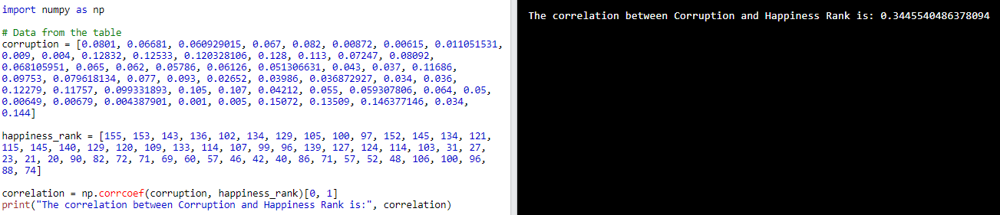 import numpy as np
# Data from the table
corruption = [0.0801, 0.06681, 0.060929015, 0.067, 0.082, 0.00872, 0.00615, 0.011051531,
0.009, 0.004, 0.12832, 0.12533, 0.120328106, 0.128, 0.113, 0.07247, 0.08092,
0.068105951, 0.065, 0.062, 0.05786, 0.06126, 0.051306631, 0.043, 0.037, 0.11686,
0.09753, 0.079618134, 0.077, 0.093, 0.02652, 0.03986, 0.036872927, 0.034, 0.036,
0.12279, 0.11757, 0.099331893, 0.105, 0.107, 0.04212, 0.055, 0.059307806, 0.064, 0.05,
0.00649, 0.00679, 0.004387901, 0.001, 0.005, 0.15072, 0.13509, 0.146377146, 0.034,
0.144]
happiness_rank = [155, 153, 143, 136, 102, 134, 129, 105, 100, 97, 152, 145, 134, 121,
115, 145, 140, 129, 120, 109, 133, 114, 107, 99, 96, 139, 127, 124, 114, 103, 31, 27,
23, 21, 20, 90, 82, 72, 71, 69, 60, 57, 46, 42, 40, 86, 71, 57, 52, 48, 106, 100, 96,
88, 74]
correlation = np.corrcoef(corruption, happiness_rank)[0, 1]
print("The correlation between Corruption and Happiness Rank is:", correlation)
The correlation between Corruption and Happiness Rank is: 0.3445540486378094